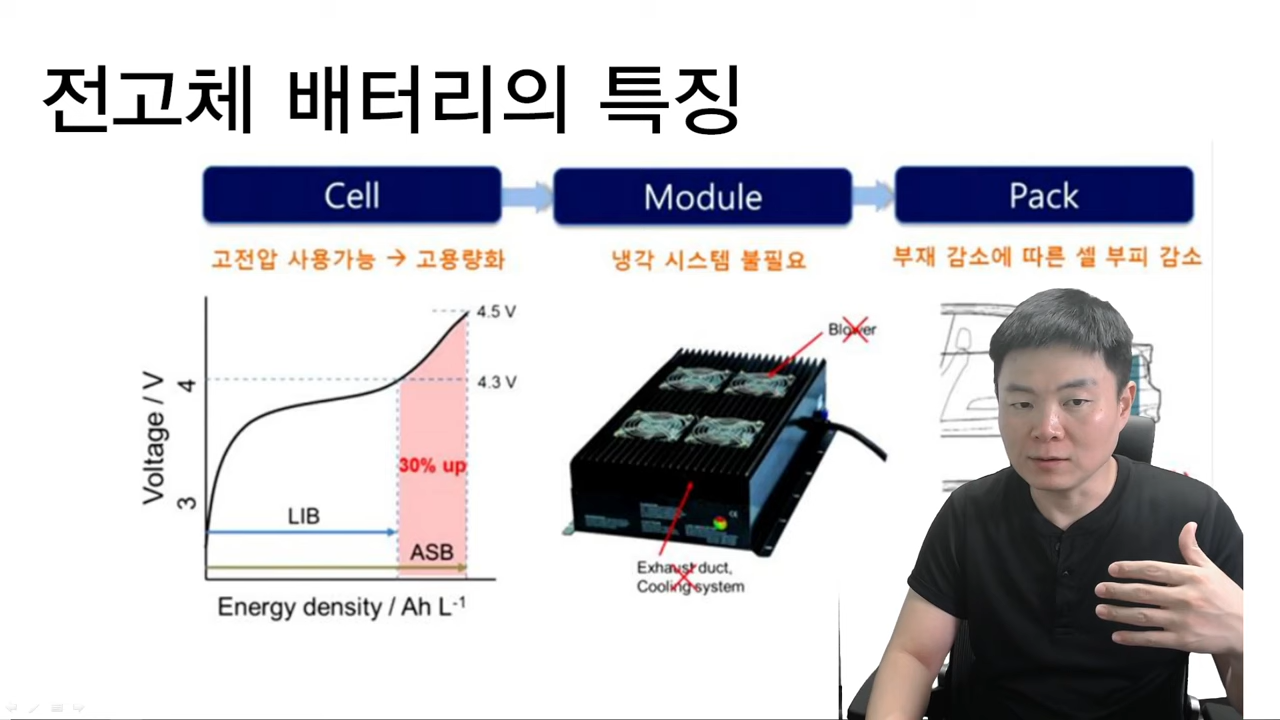 전고체 배터리의 특징
Cell
Module
Pack
고전압 사용가능 → 고용량화
냉각 시스템 불필요
부재 감소에 따른 셀 부피 감소
4.5 V
4.3 V
Voltage / V
4
3
30% up
LIB
ASB
Energy density / Ah L⁻¹
Blower
Exhaust duct,
Cooling system